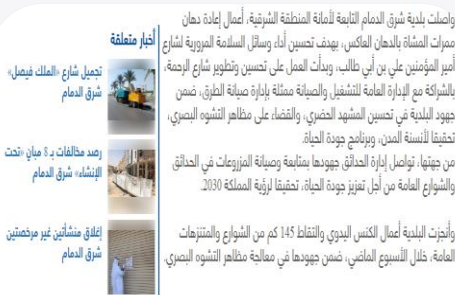 واصلت بلدية شرق الدمام التابعة لأمانة المنطقة الشرقية، أعمال إعادة دهان
ممرات المشاة بالدهان العاكس، بهدف تحسين أداء وسائل السلامة المرورية لشارع
أمير المؤمنين علي بن أبي طالب، وبدأت العمل على تحسين وتطوير شارع الرحمة،
بالشراكة مع الإدارة العامة للتشغيل والصيانة ممثلة بإدارة صيانة الطرق، ضمن
جهود البلدية في تحسين المشهد الحضري، والقضاء على مظاهر التشوه البصري،
تحقيقا لأنسنة المدن، وبرنامج جودة الحياة.
من جهتها، تواصل إدارة الحدائق جهودها بمتابعة وصيانة المزروعات في الحدائق
والشوارع العامة من أجل تعزيز جودة الحياة، تحقيقا لرؤية المملكة 2030.
وأنجزت البلدية أعمال الكنس اليدوي والتقاط 145 كم من الشوارع والمتنزهات
العامة، خلال الأسبوع الماضي، ضمن جهودها في معالجة مظاهر التشوه البصري.
أخبار متعلقة
تجميل شارع «الملك فيصل»
شرق الدمام
رصد مخالفات بـ 8 مبانٍ «تحت
الإنشاء» شرق الدمام
إغلاق منشأتين غير مرخصتين
شرق الدمام